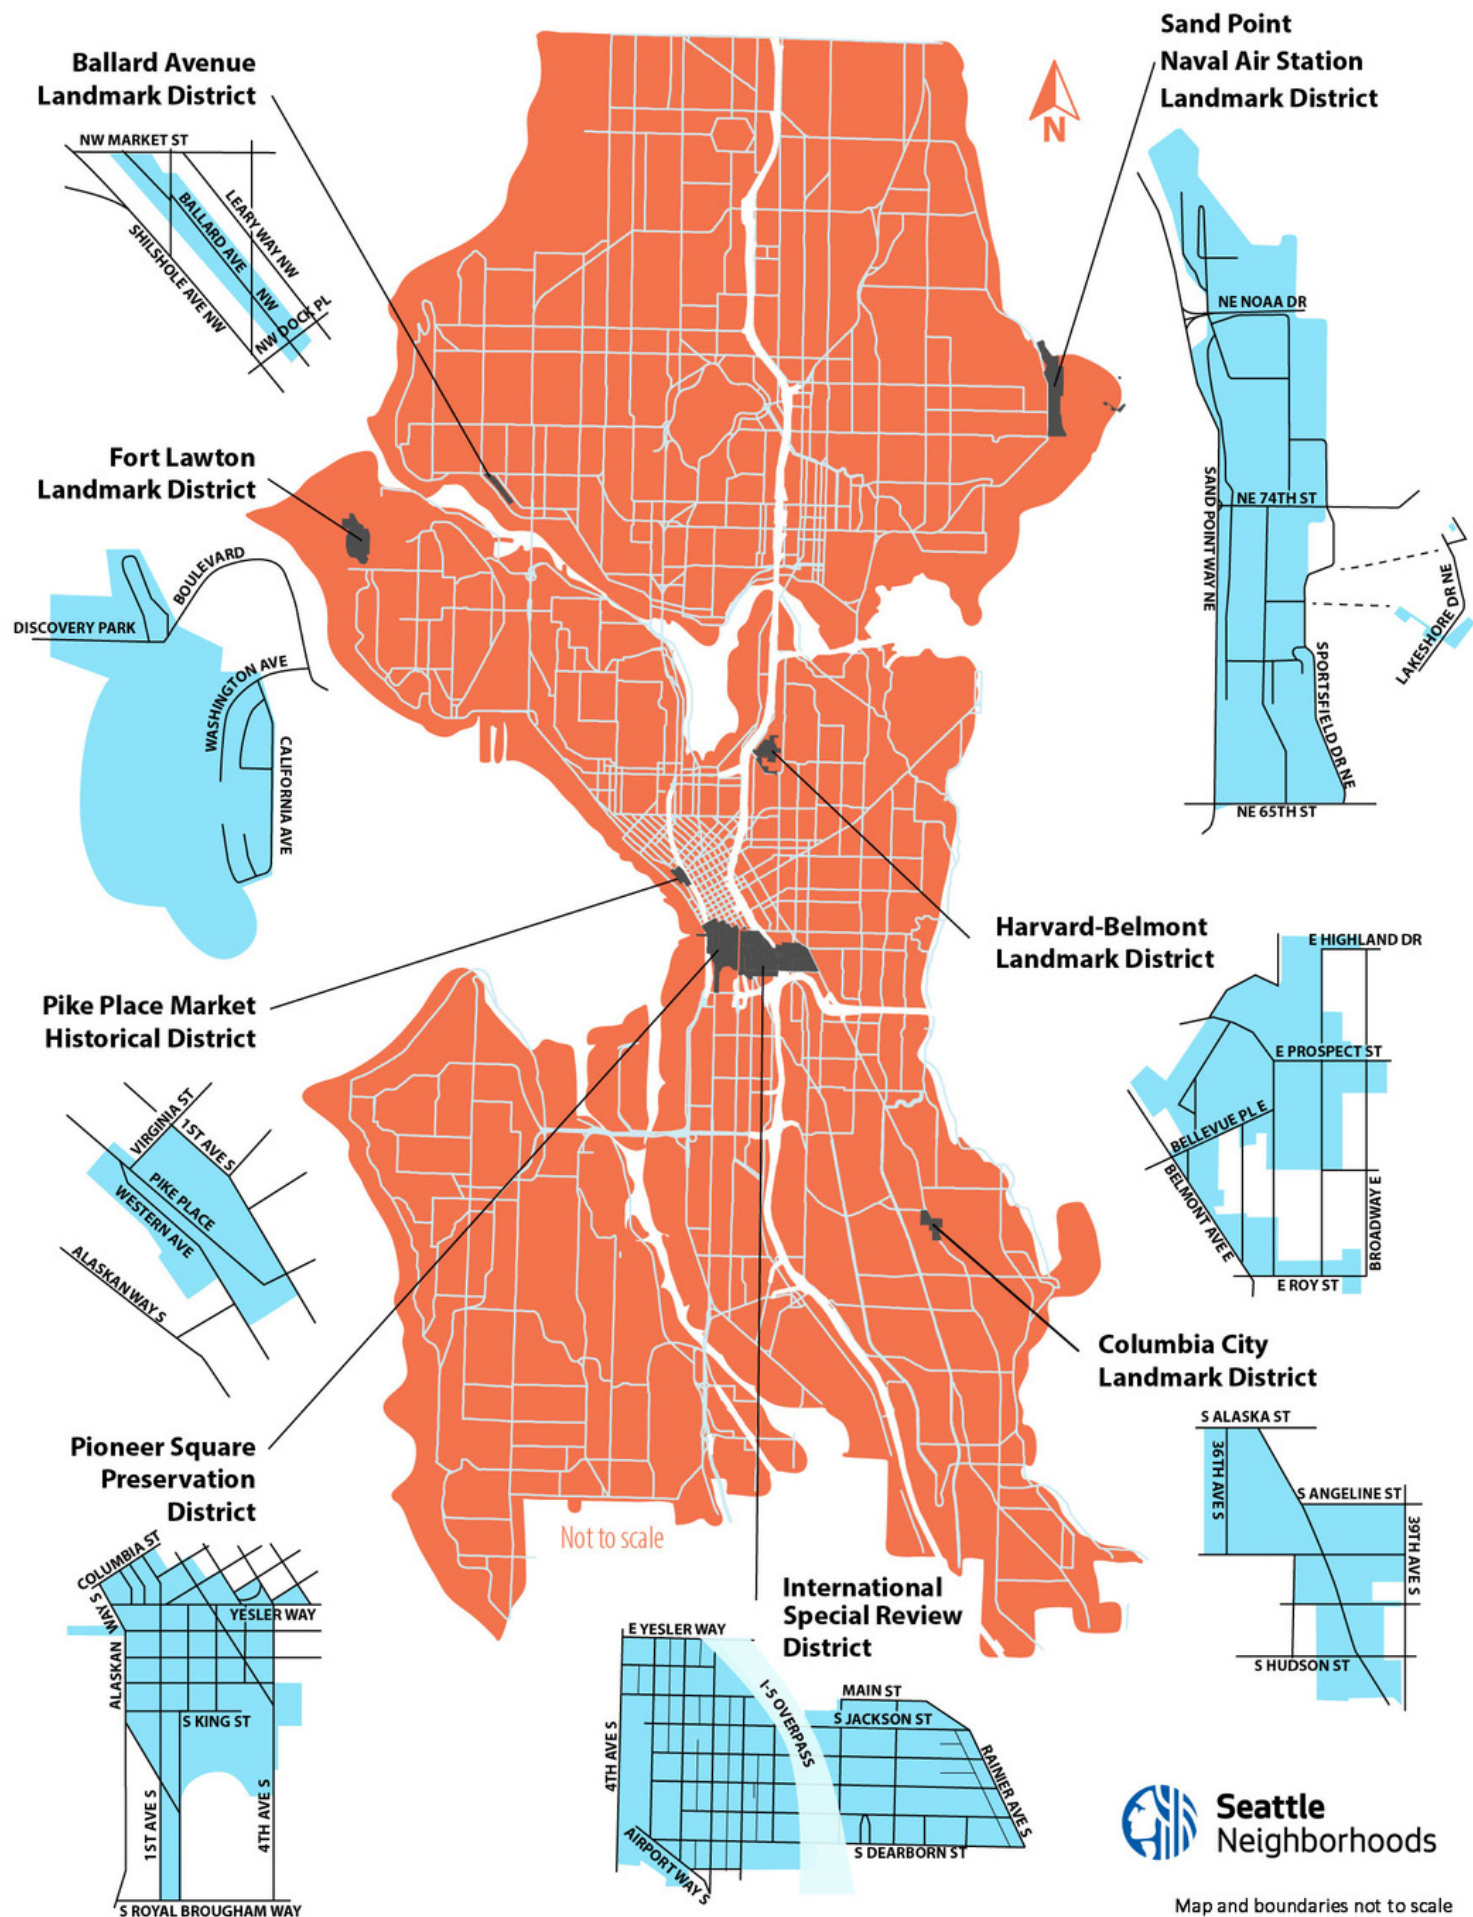 Ballard Avenue
Landmark District
NW MARKET ST
BALLARD AVE
NW
LEARY WAY NW
SHILSHOLE AVE NW
NW DOCK PL
Sand Point
Naval Air Station
Landmark District
N
NE NOAA DR
SAND POINT WAY NE
NE 74TH ST
LAKESHORE DR NE
SPORTSFIELD DR NE
NE 65TH ST
Fort Lawton
Landmark District
DISCOVERY PARK
BOULEVARD
WASHINGTON AVE
CALIFORNIA AVE
Harvard-Belmont
Landmark District
E HIGHLAND DR
E PROSPECT ST
BELLEVUE PL E
BELMONT AVE E
BROADWAY E
E ROY ST
Pike Place Market
Historical District
VIRGINIA ST
1ST AVE S
PIKE PLACE
WESTERN AVE
ALASKAN WAY S
Columbia City
Landmark District
S ALASKA ST
36TH AVE S
S ANGELINE ST
39TH AVE S
S HUDSON ST
Pioneer Square
Preservation
District
COLUMBIA ST
YESLER WAY
ALASKAN WAY S
S KING ST
1ST AVE S
4TH AVE S
S ROYAL BROUGHAM WAY
Not to scale
International
Special Review
District
E YESLER WAY
I-5 OVERPASS
MAIN ST
S JACKSON ST
4TH AVE S
RAINIER AVE S
AIRPORT WAY S
S DEARBORN ST
Seattle
Neighborhoods
Map and boundaries not to scale